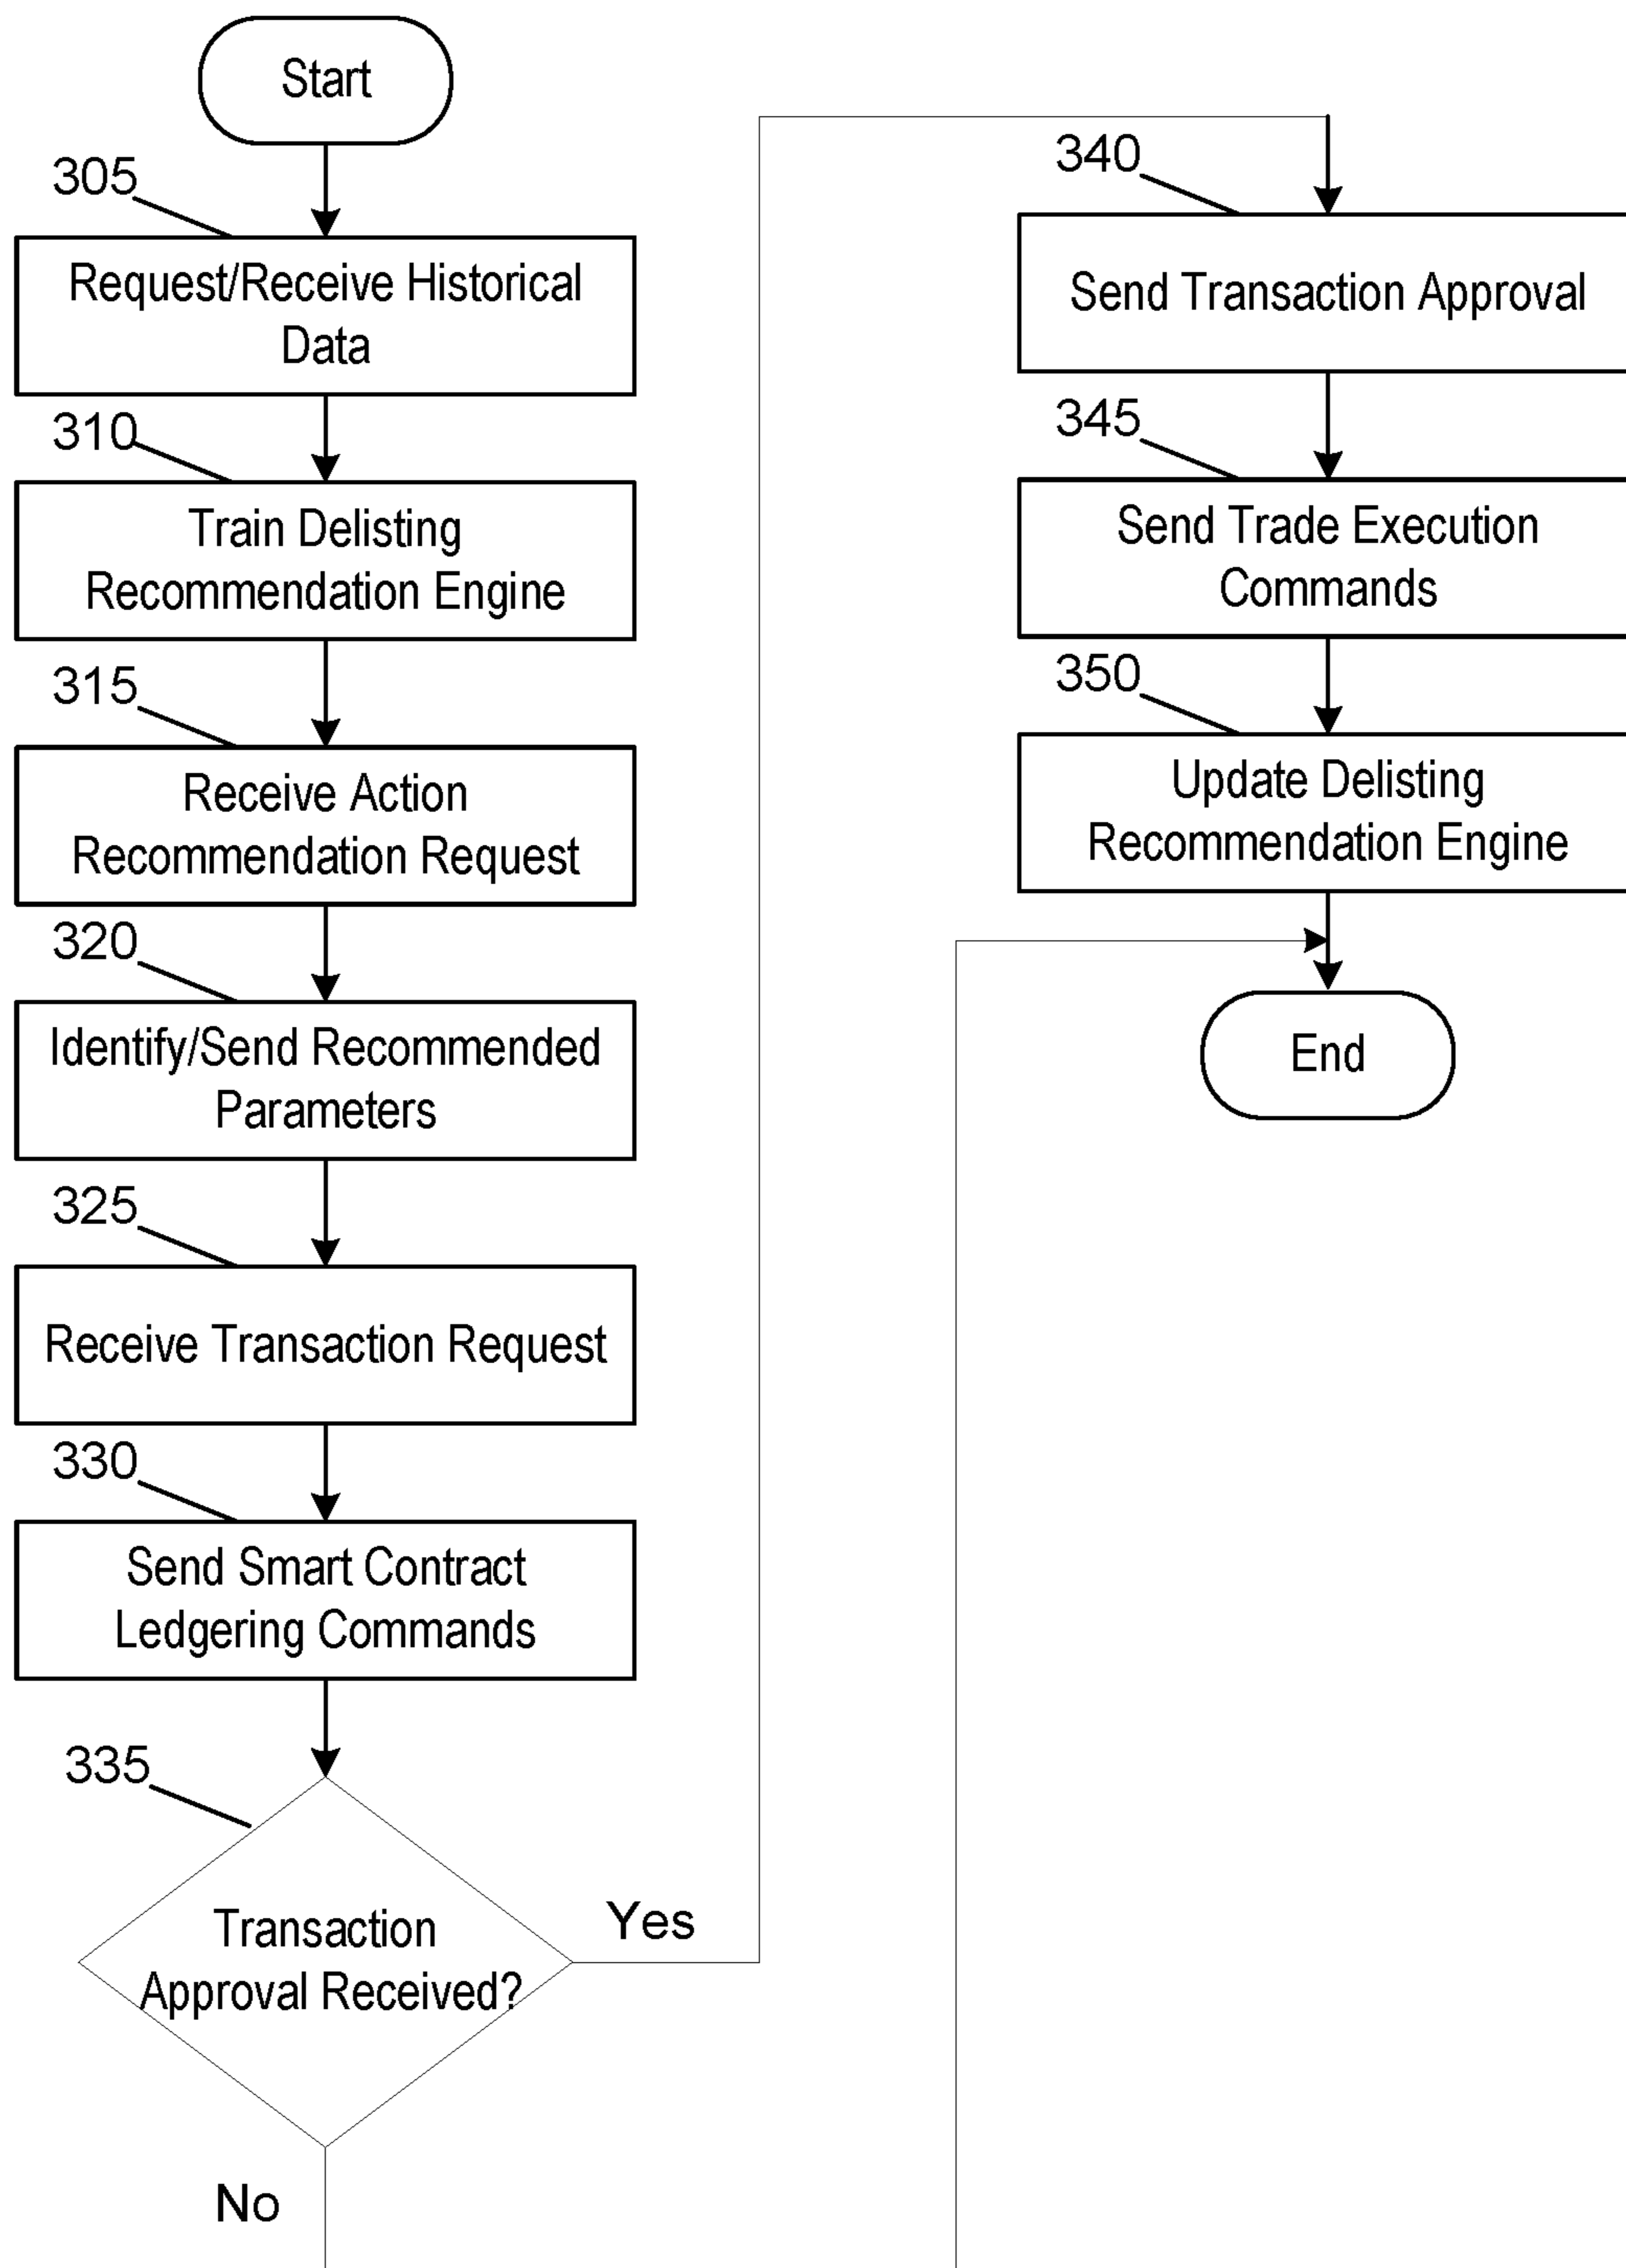 Start
305
Request/Receive Historical
Data
310
Train Delisting
Recommendation Engine
315
Receive Action
Recommendation Request
320
Identify/Send Recommended
Parameters
325
Receive Transaction Request
330
Send Smart Contract
Ledgering Commands
335
Transaction
Approval Received?
Yes
No
340
Send Transaction Approval
345
Send Trade Execution
Commands
350
Update Delisting
Recommendation Engine
End